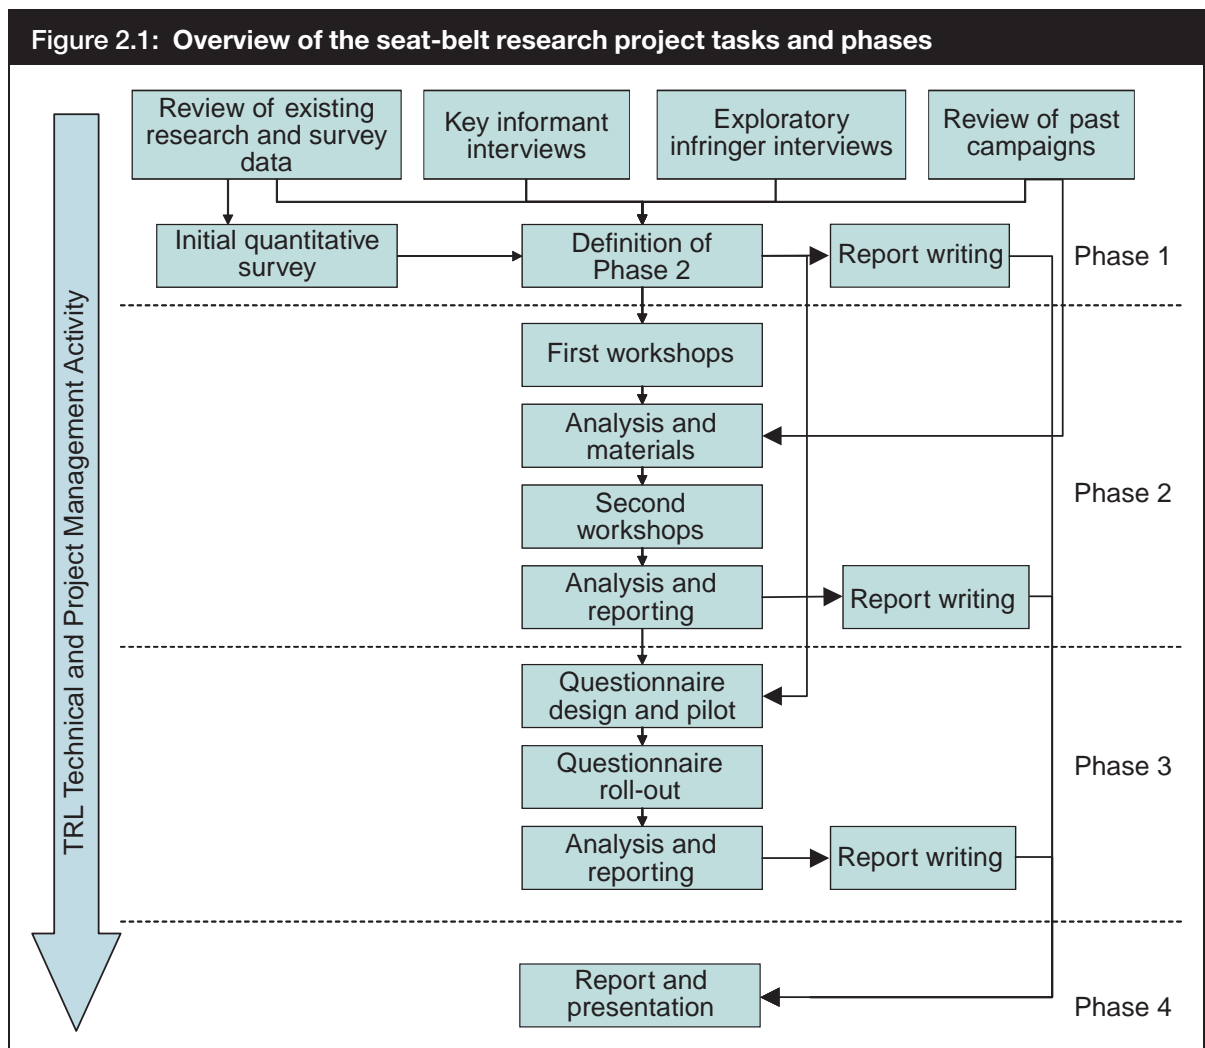 Figure 2.1: Overview of the seat-belt research project tasks and phases
TRL Technical and Project Management Activity
Review of existing
research and survey
data
Key informant
interviews
Exploratory
infringer interviews
Review of past
campaigns
Initial quantitative
survey
Definition of
Phase 2
Report writing
Phase 1
First workshops
Analysis and
materials
Second
workshops
Analysis and
reporting
Report writing
Phase 2
Questionnaire
design and pilot
Questionnaire
roll-out
Analysis and
reporting
Report writing
Phase 3
Report and
presentation
Phase 4